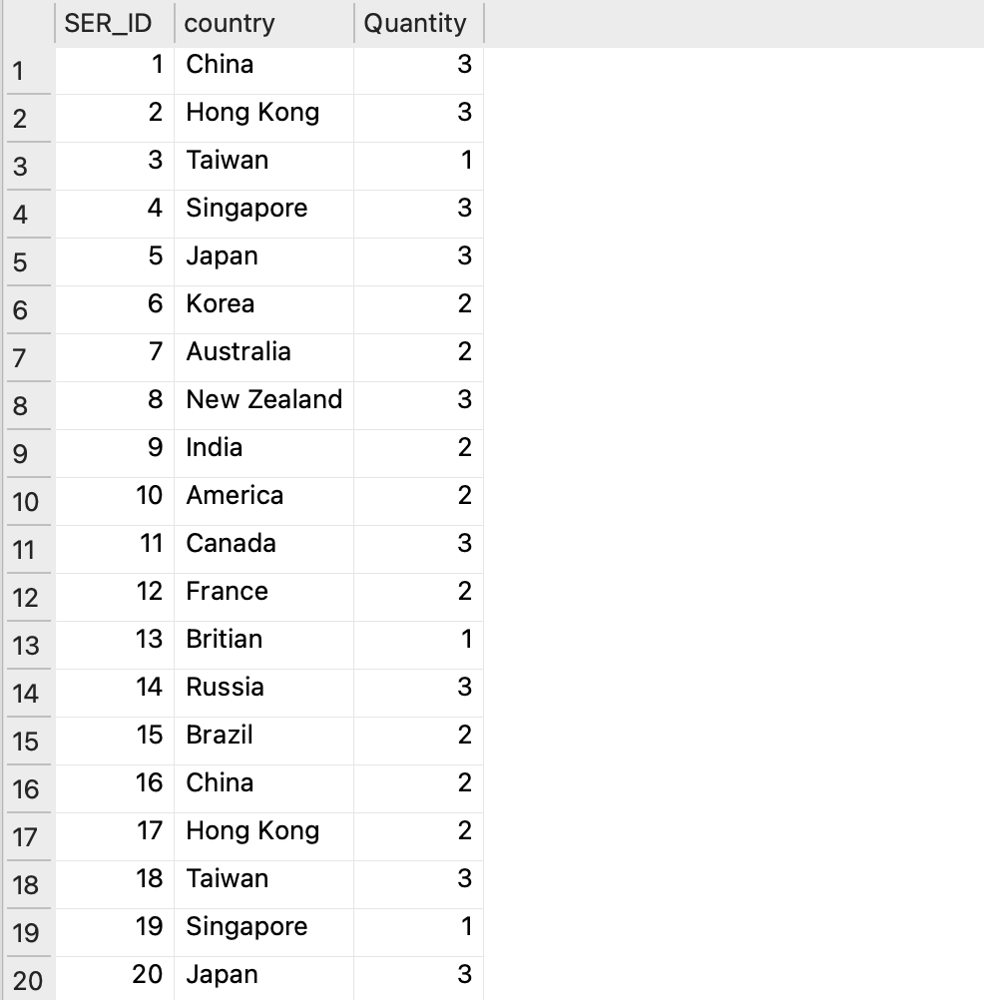 SER_ID country Quantity
1 1 China 3
2 2 Hong Kong 3
3 3 Taiwan 1
4 4 Singapore 3
5 5 Japan 3
6 6 Korea 2
7 7 Australia 2
8 8 New Zealand 3
9 9 India 2
10 10 America 2
11 11 Canada 3
12 12 France 2
13 13 Britian 1
14 14 Russia 3
15 15 Brazil 2
16 16 China 2
17 17 Hong Kong 2
18 18 Taiwan 3
19 19 Singapore 1
20 20 Japan 3